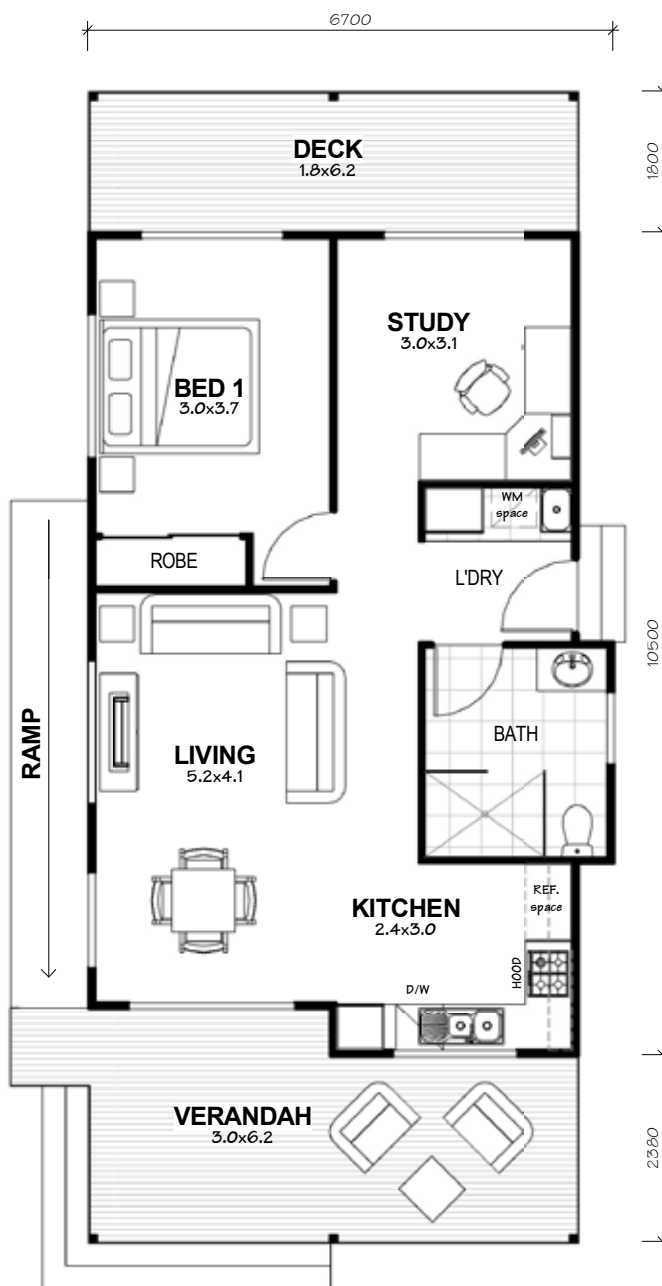 6700
DECK
1.8x6.2
1800
STUDY
3.0x3.1
BED 1
3.0x3.7
WM
space
ROBE
L'DRY
10500
RAMP
BATH
LIVING
5.2x4.1
REF.
space
KITCHEN
2.4x3.0
HOOD
D/W
VERANDAH
3.0x6.2
2380